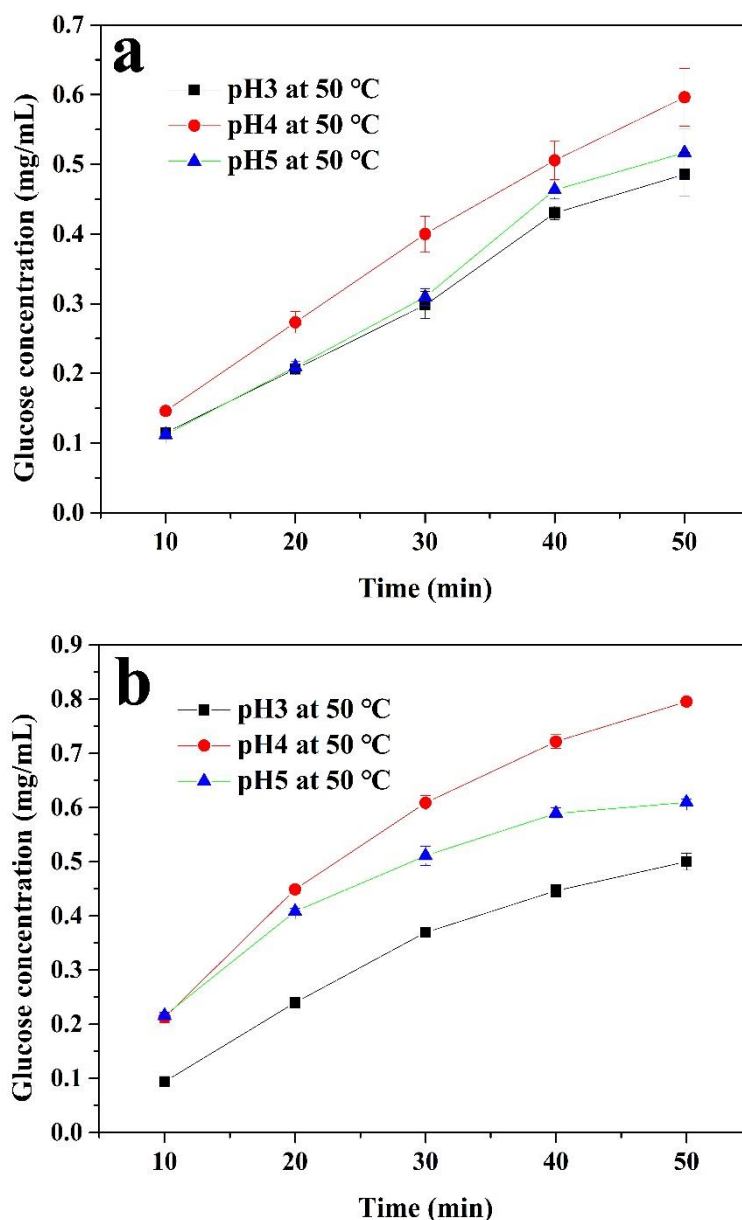 a
pH3 at 50 °C
pH4 at 50 °C
pH5 at 50 °C
0.7
0.6
0.5
0.4
0.3
0.2
0.1
0.0
Glucose concentration (mg/mL)
10 20 30 40 50
Time (min)
b
pH3 at 50 °C
pH4 at 50 °C
pH5 at 50 °C
0.9
0.8
0.7
0.6
0.5
0.4
0.3
0.2
0.1
0.0
Glucose concentration (mg/mL)
10 20 30 40 50
Time (min)